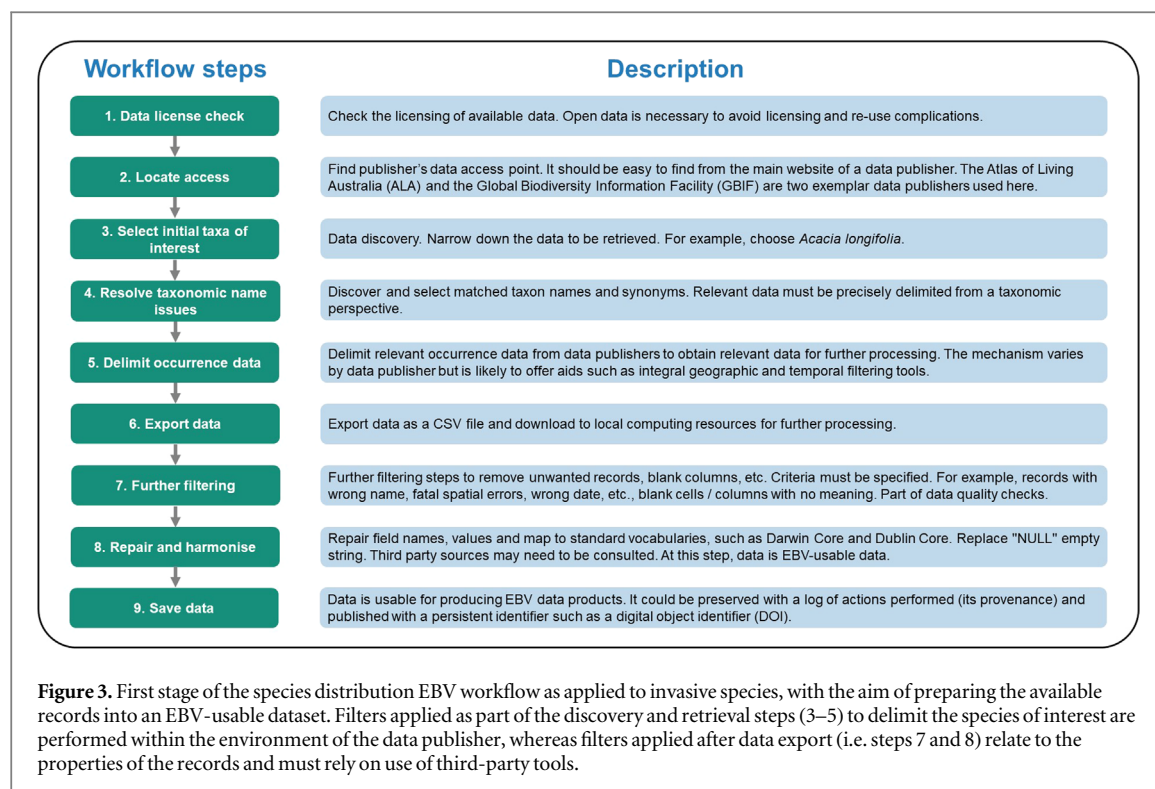 Workflow steps
Description
1. Data license check
Check the licensing of available data. Open data is necessary to avoid licensing and re-use complications.
2. Locate access
Find publisher's data access point. It should be easy to find from the main website of a data publisher. The Atlas of Living
Australia (ALA) and the Global Biodiversity Information Facility (GBIF) are two exemplar data publishers used here.
3. Select initial taxa of
interest
Data discovery. Narrow down the data to be retrieved. For example, choose Acacia longifolia.
4. Resolve taxonomic name
issues
Discover and select matched taxon names and synonyms. Relevant data must be precisely delimited from a taxonomic
perspective.
5. Delimit occurrence data
Delimit relevant occurrence data from data publishers to obtain relevant data for further processing. The mechanism varies
by data publisher but is likely to offer aids such as integral geographic and temporal filtering tools.
6. Export data
Export data as a CSV file and download to local computing resources for further processing.
7. Further filtering
Further filtering steps to remove unwanted records, blank columns, etc. Criteria must be specified. For example, records with
wrong name, fatal spatial errors, wrong date, etc., blank cells / columns with no meaning. Part of data quality checks.
8. Repair and harmonise
Repair field names, values and map to standard vocabularies, such as Darwin Core and Dublin Core. Replace "NULL" empty
string. Third party sources may need to be consulted. At this step, data is EBV-usable data.
9. Save data
Data is usable for producing EBV data products. It could be preserved with a log of actions performed (its provenance) and
published with a persistent identifier such as a digital object identifier (DOI).
Figure 3. First stage of the species distribution EBV workflow as applied to invasive species, with the aim of preparing the available
records into an EBV-usable dataset. Filters applied as part of the discovery and retrieval steps (3–5) to delimit the species of interest are
performed within the environment of the data publisher, whereas filters applied after data export (i.e. steps 7 and 8) relate to the
properties of the records and must rely on use of third-party tools.